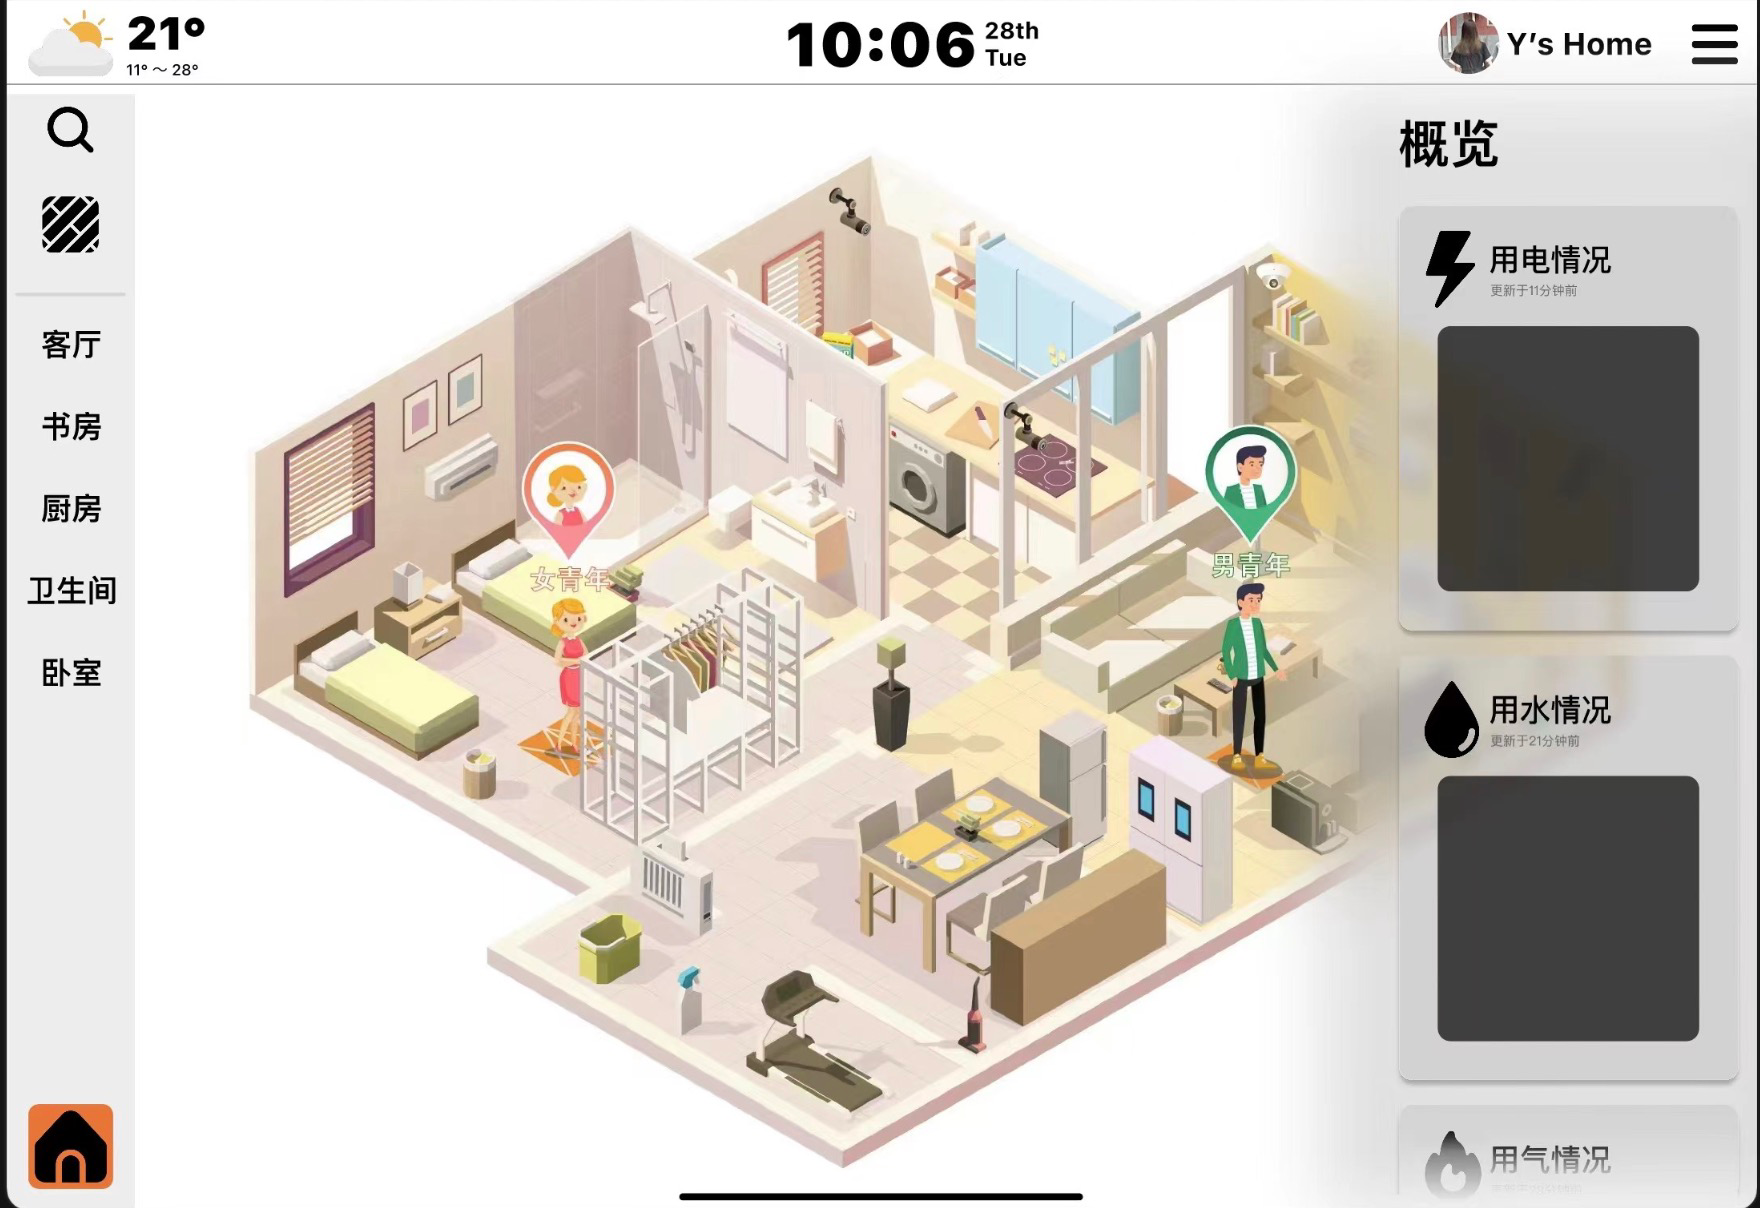 21°
11° ～ 28°
10:06
28th
Tue
Y’s Home
客厅
书房
厨房
卫生间
卧室
女青年
男青年
概览
用电情况
更新于11分钟前
用水情况
更新于21分钟前
用气情况